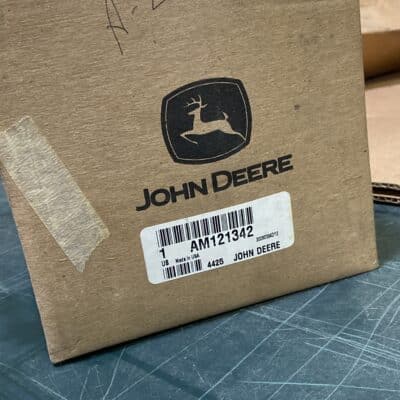 JOHN DEERE
1 AM121342
US Made in USA 4425 JOHN DEERE